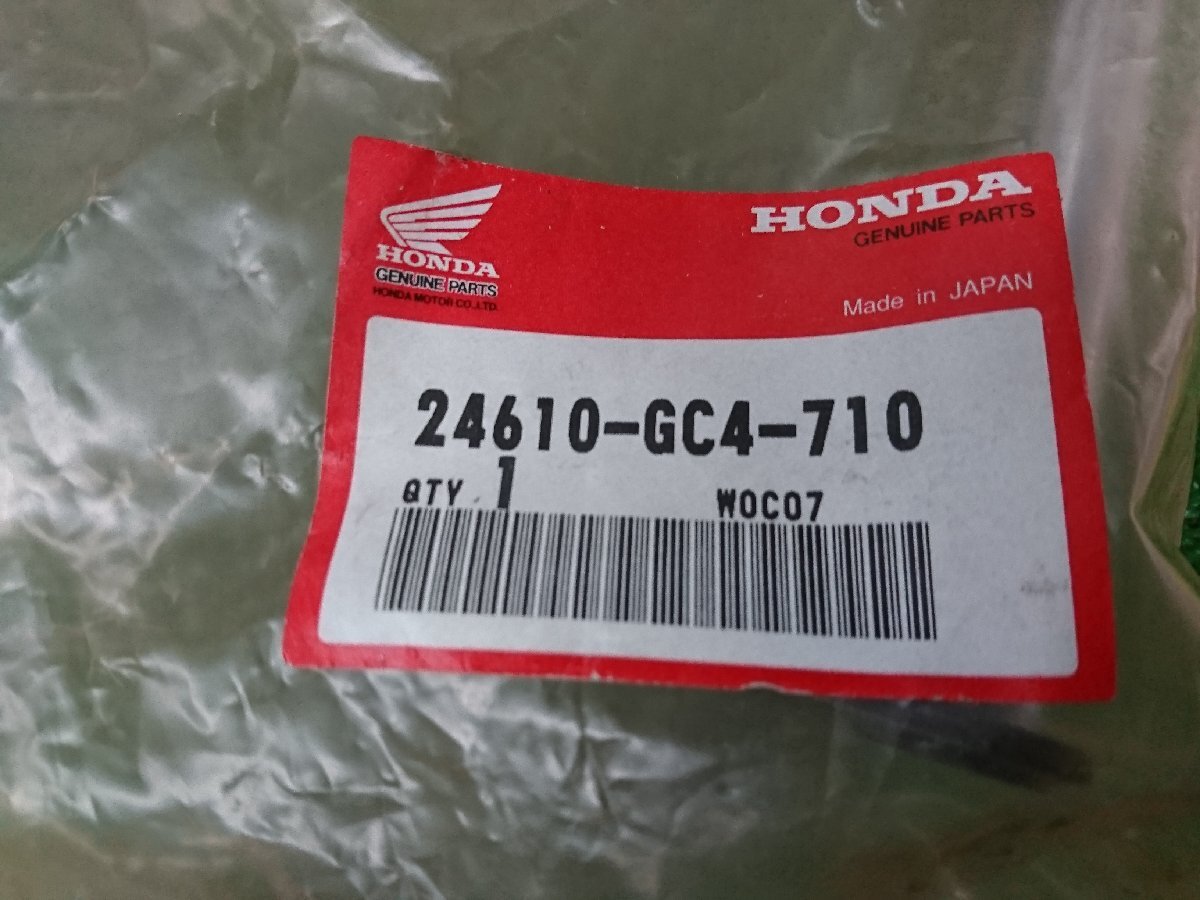 HONDA
GENUINE PARTS
HONDA MOTOR CO.,LTD.
HONDA
GENUINE PARTS
Made in JAPAN
24610-GC4-710
QTY 1 WOC07